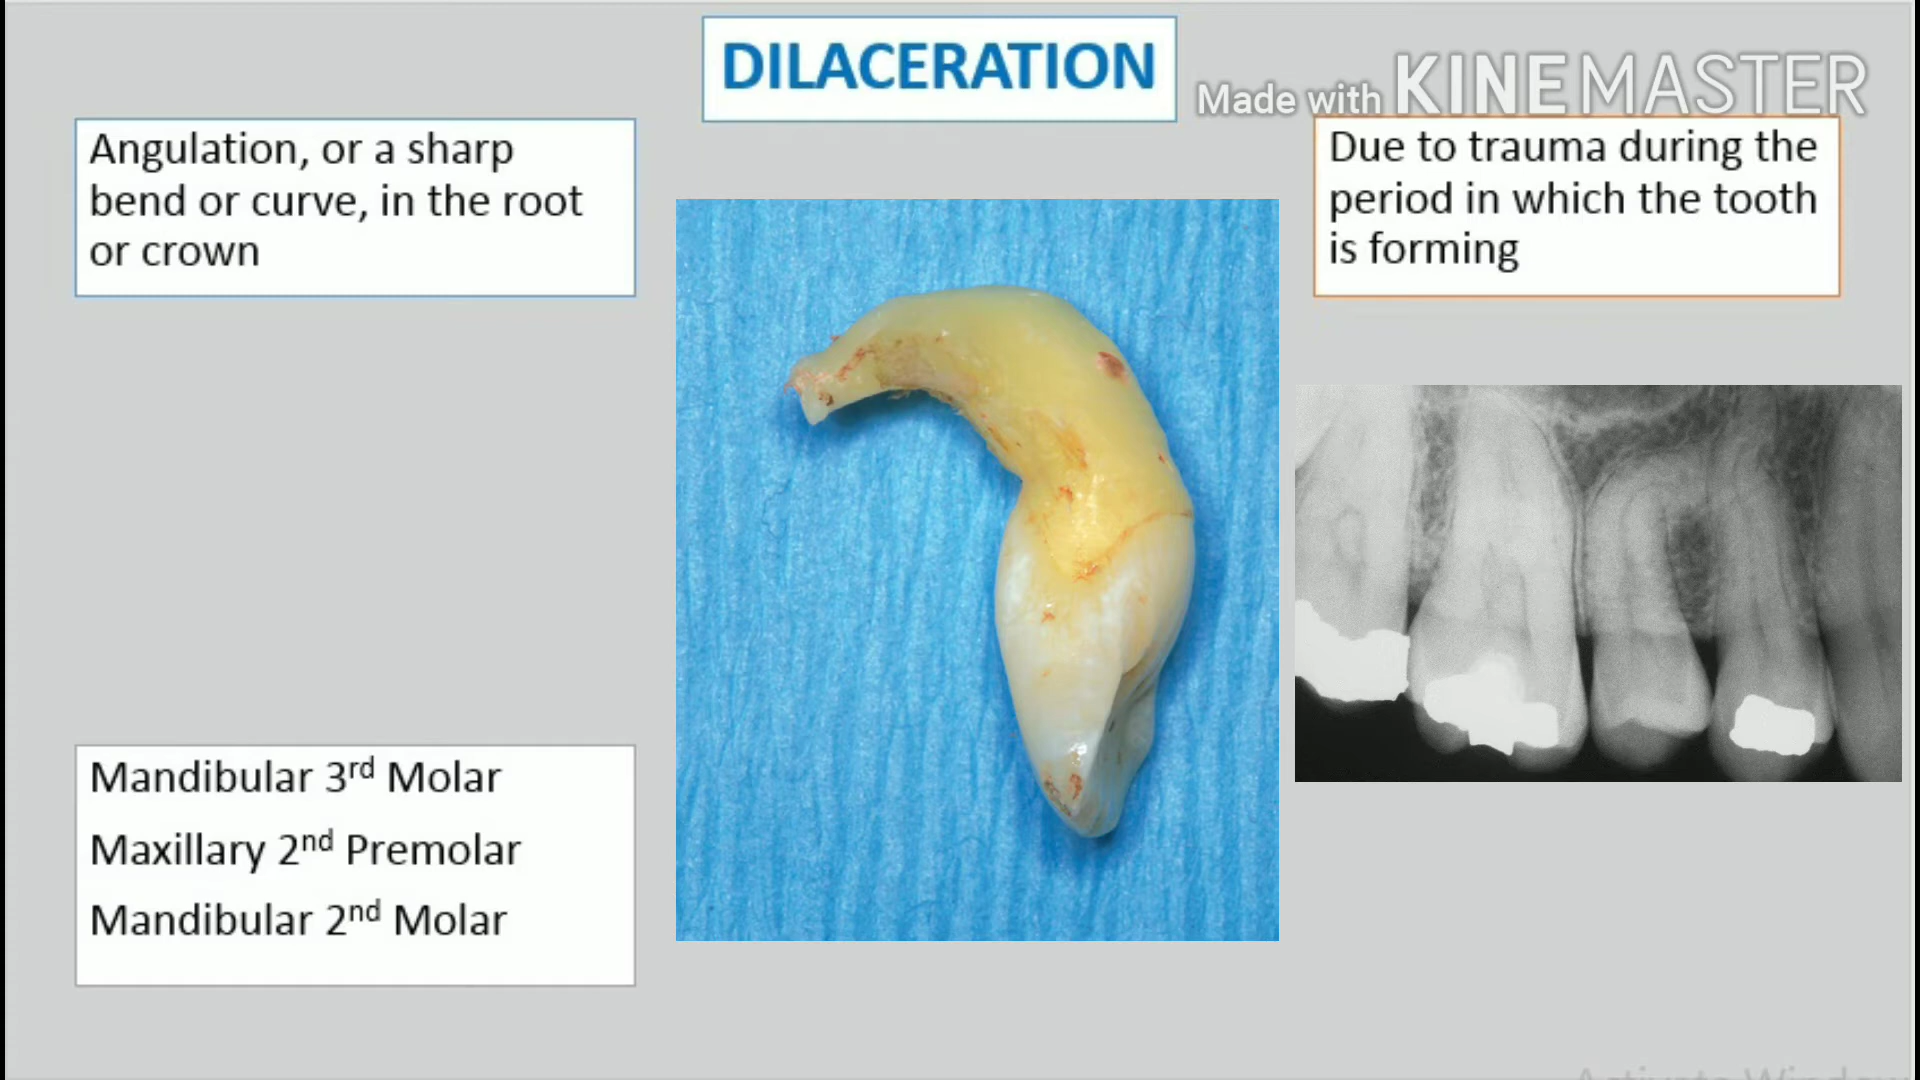 DILACERATION
Made with KINEMASTER
Angulation, or a sharp
bend or curve, in the root
or crown
Due to trauma during the
period in which the tooth
is forming
Mandibular 3rd Molar
Maxillary 2nd Premolar
Mandibular 2nd Molar